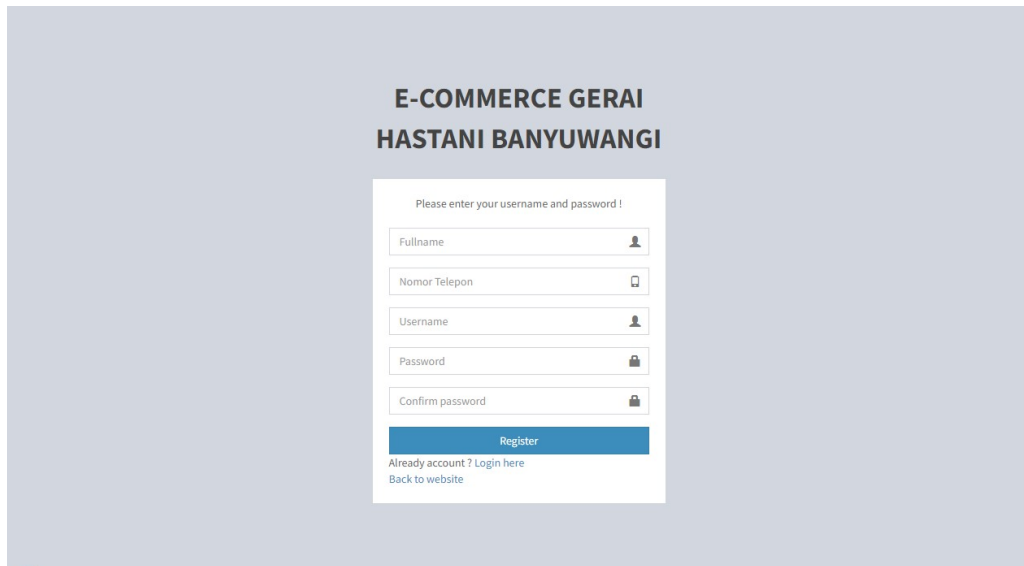 E-COMMERCE GERAI
HASTANI BANYUWANGI
Please enter your username and password !
Fullname
Nomor Telepon
Username
Password
Confirm password
Register
Already account ? Login here
Back to website